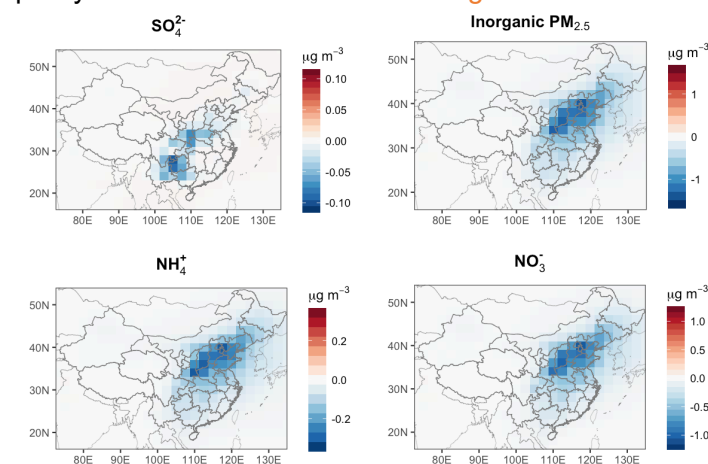 SO₄²⁻
μg m⁻³
50N
40N
30N
20N
0.10
0.05
0.00
-0.05
-0.10
80E 90E 100E 110E 120E 130E
Inorganic PM₂.₅
μg m⁻³
50N
40N
30N
20N
1
0
-1
80E 90E 100E 110E 120E 130E
NH₄⁺
μg m⁻³
50N
40N
30N
20N
0.2
0.0
-0.2
80E 90E 100E 110E 120E 130E
NO₃⁻
μg m⁻³
50N
40N
30N
20N
1.0
0.5
0.0
-0.5
-1.0
80E 90E 100E 110E 120E 130E